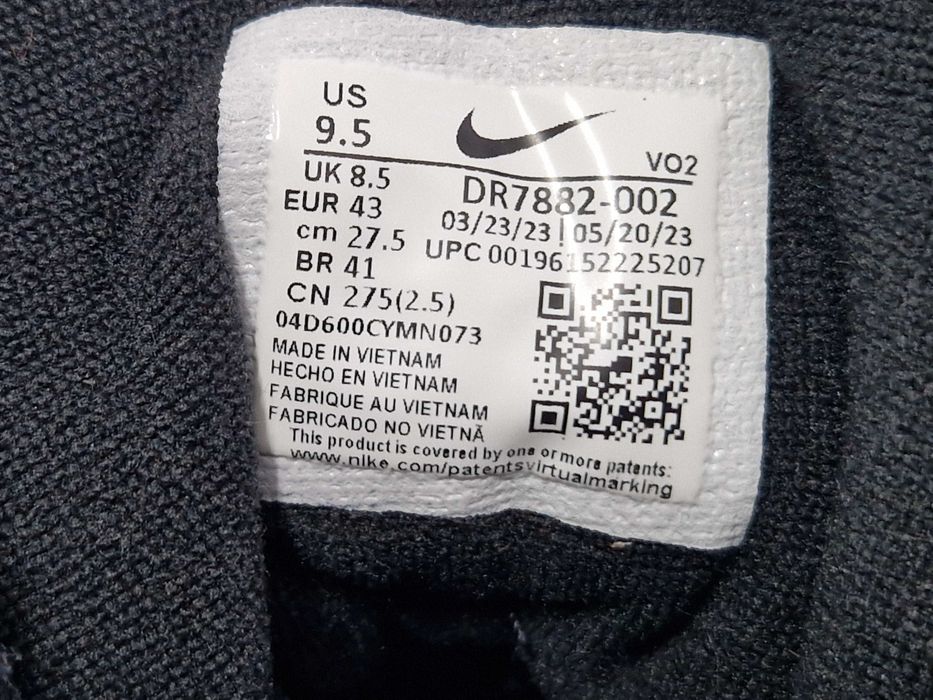 US
9.5
VO2
UK 8.5
EUR 43
cm 27.5
BR 41
CN 275(2.5)
DR7882-002
03/23/23 | 05/20/23
UPC 00196152225207
04D600CYMN073
MADE IN VIETNAM
HECHO EN VIETNAM
FABRIQUE AU VIETNAM
FABRICADO NO VIETNÃ
This product is covered by one or more patents:
www.nike.com/patentsvirtualmarking